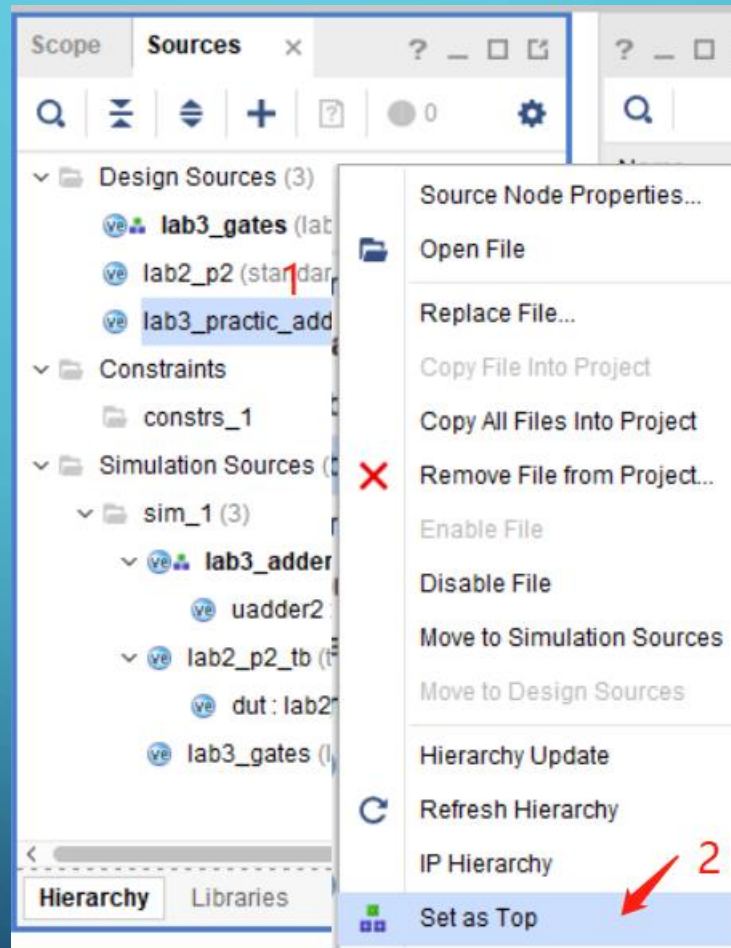 Scope Sources × ? _
? _
0
Design Sources (3)
lab3_gates (lab
lab2_p2 (standar
1
lab3_practic_add
Constraints
constrs_1
Simulation Sources (
sim_1 (3)
lab3_adder
uadder2 :
lab2_p2_tb (t
dut : lab2
lab3_gates (l
Hierarchy Libraries
Source Node Properties...
Open File
Replace File...
Copy File Into Project
Copy All Files Into Project
Remove File from Project...
Enable File
Disable File
Move to Simulation Sources
Move to Design Sources
Hierarchy Update
Refresh Hierarchy
IP Hierarchy
2
Set as Top